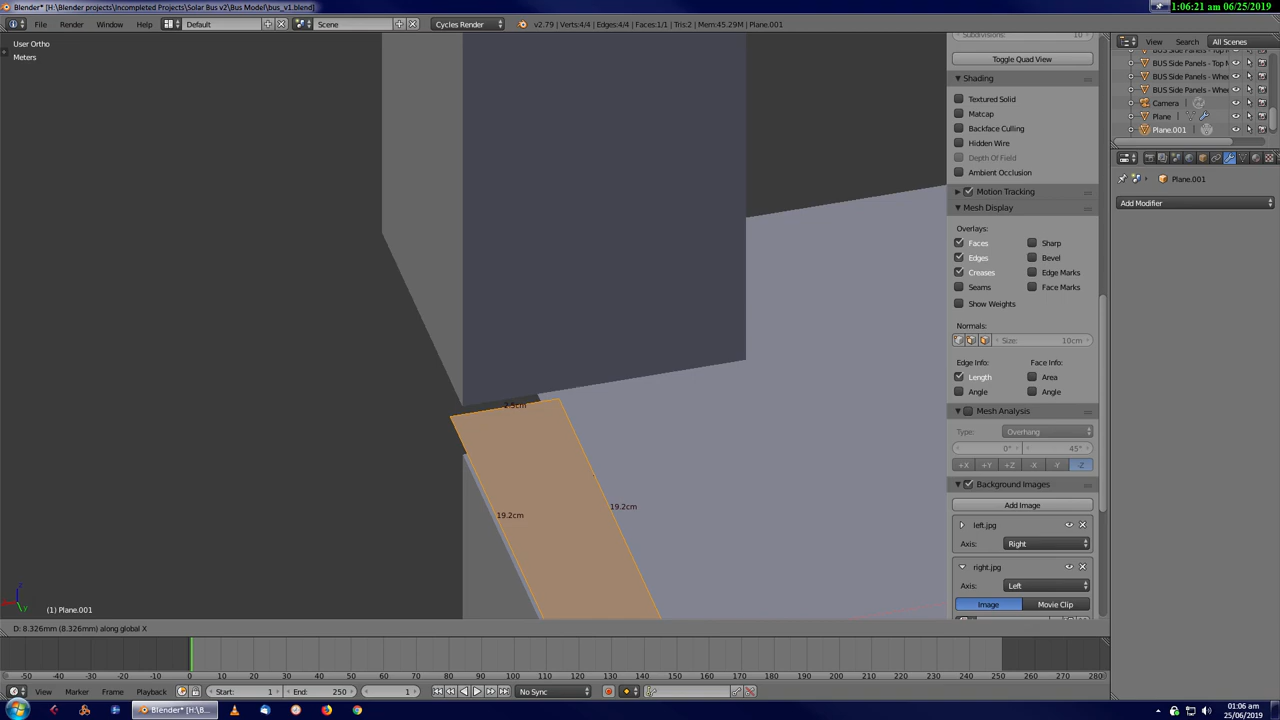 Blender* [H:\Blender projects\Incompleted Projects\Solar Bus v2\Bus Model\bus_v1.blend]
1:06:21 am 06/25/2019
File Render Window Help Default Scene Cycles Render v2.79 | Verts:4/4 | Edges:4/4 | Faces:1/1 | Tris:2 | Mem:45.29M | Plane.001
View Search All Scenes
User Ortho
Meters
Subdivisions: 10
Toggle Quad View
Shading
Textured Solid
Matcap
Backface Culling
Hidden Wire
Depth Of Field
Ambient Occlusion
Motion Tracking
Mesh Display
Overlays:
Faces Sharp
Edges Bevel
Creases Edge Marks
Seams Face Marks
Show Weights
Normals:
Size: 10cm
Edge Info: Face Info:
Length Area
Angle Angle
Mesh Analysis
Type: Overhang
0° 45°
+X +Y +Z -X -Y -Z
Background Images
Add Image
left.jpg
Axis: Right
right.jpg
Axis: Left
Image Movie Clip
BUS Side Panels - Top
BUS Side Panels - Top
BUS Side Panels - Whee
BUS Side Panels - Whee
Camera
Plane
Plane.001
Plane.001
Add Modifier
19.2cm
19.2cm
z
y
(1) Plane.001
D: 8.326mm (8.326mm) along global X
-50 -40 -30 -20 -10 0 10 20 30 40 50 60 70 80 90 100 110 120 130 140 150 160 170 180 190 200 210 220 230 240 250 260 270 280
View Marker Frame Playback Start: 1 End: 250 1 No Sync
Blender* [H:\B...
01:06 am
25/06/2019